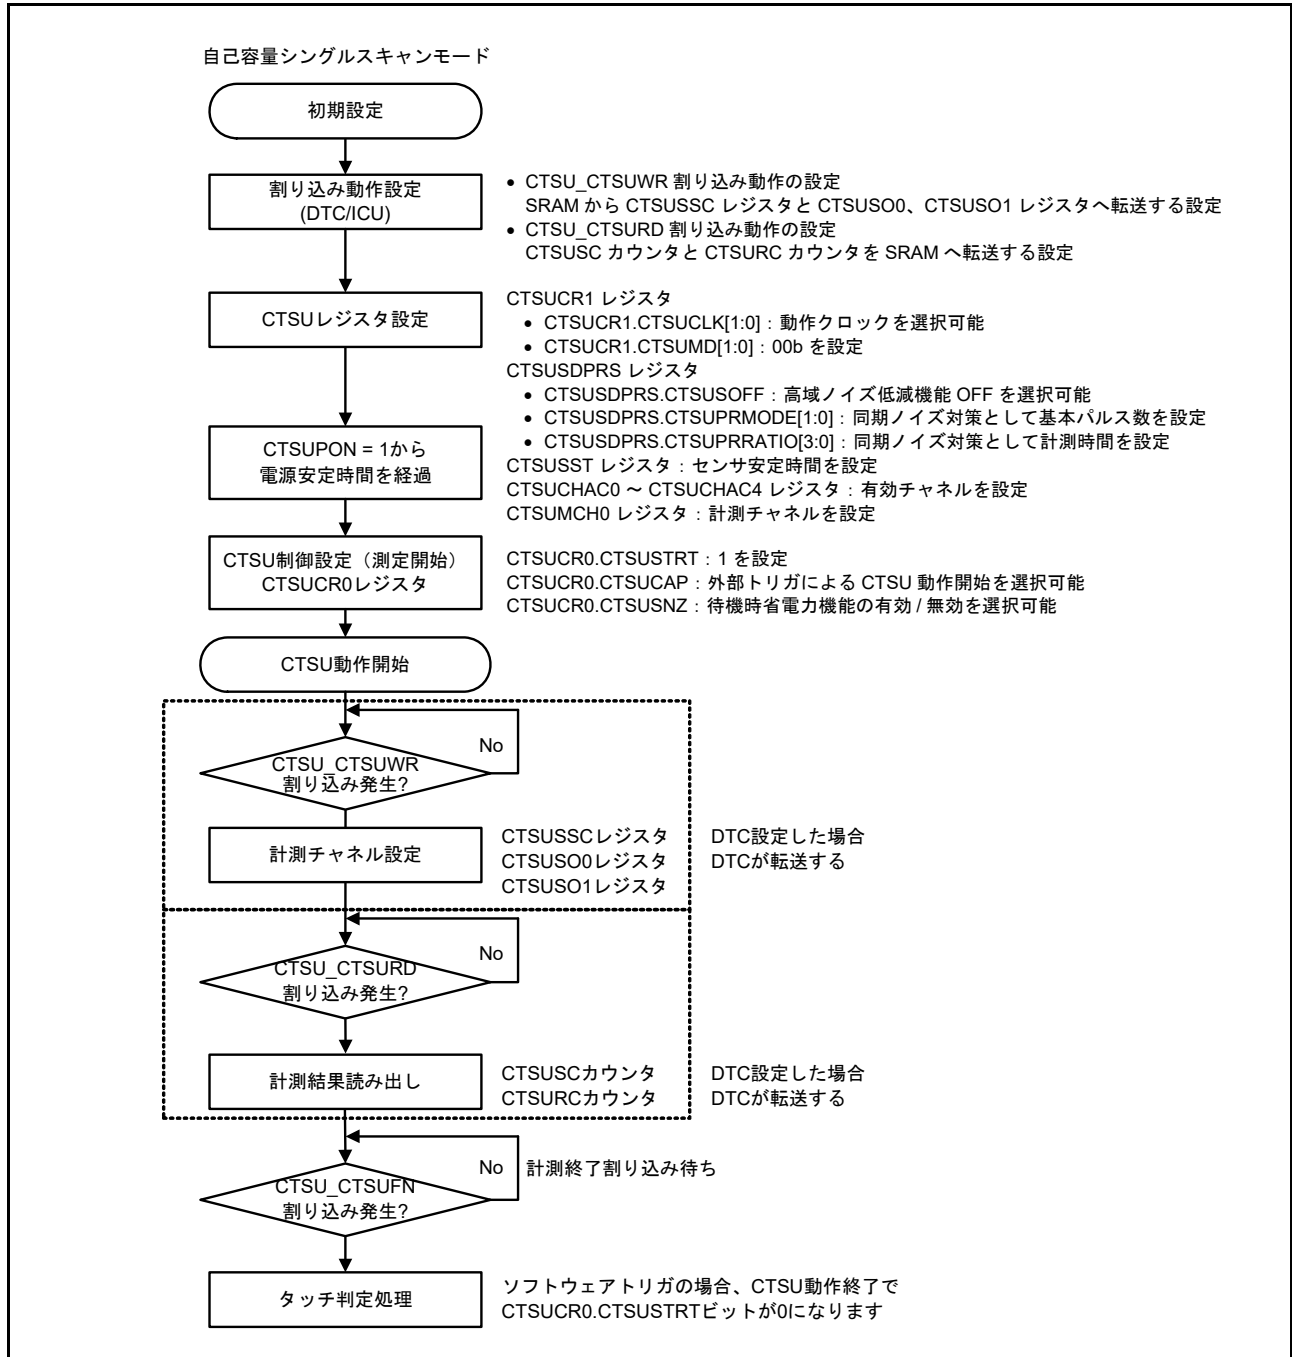 自己容量シングルスキャンモード
初期設定
割り込み動作設定
(DTC/ICU)
• CTSU_CTSUWR 割り込み動作の設定
SRAM から CTSUSSC レジスタと CTSUSO0、CTSUSO1 レジスタへ転送する設定
• CTSU_CTSURD 割り込み動作の設定
CTSUSC カウンタと CTSURC カウンタを SRAM へ転送する設定
CTSUレジスタ設定
CTSUCR1 レジスタ
• CTSUCR1.CTSUCLK[1:0]：動作クロックを選択可能
• CTSUCR1.CTSUMD[1:0]：00b を設定
CTSUSDPRS レジスタ
• CTSUSDPRS.CTSUSOFF：高域ノイズ低減機能 OFF を選択可能
• CTSUSDPRS.CTSUPRMODE[1:0]：同期ノイズ対策として基本パルス数を設定
• CTSUSDPRS.CTSUPRRATIO[3:0]：同期ノイズ対策として計測時間を設定
CTSUSST レジスタ：センサ安定時間を設定
CTSUCHAC0 ～ CTSUCHAC4 レジスタ：有効チャネルを設定
CTSUMCH0 レジスタ：計測チャネルを設定
CTSUPON = 1から
電源安定時間を経過
CTSU制御設定（測定開始）
CTSUCR0レジスタ
CTSUCR0.CTSUSTRT：1 を設定
CTSUCR0.CTSUCAP：外部トリガによる CTSU 動作開始を選択可能
CTSUCR0.CTSUSNZ：待機時省電力機能の有効 / 無効を選択可能
CTSU動作開始
No
CTSU_CTSUWR
割り込み発生?
計測チャネル設定
CTSUSSCレジスタ
CTSUSO0レジスタ
CTSUSO1レジスタ
DTC設定した場合
DTCが転送する
No
CTSU_CTSURD
割り込み発生?
計測結果読み出し
CTSUSCカウンタ
CTSURCカウンタ
DTC設定した場合
DTCが転送する
No
計測終了割り込み待ち
CTSU_CTSUFN
割り込み発生?
タッチ判定処理
ソフトウェアトリガの場合、CTSU動作終了で
CTSUCR0.CTSUSTRTビットが0になります